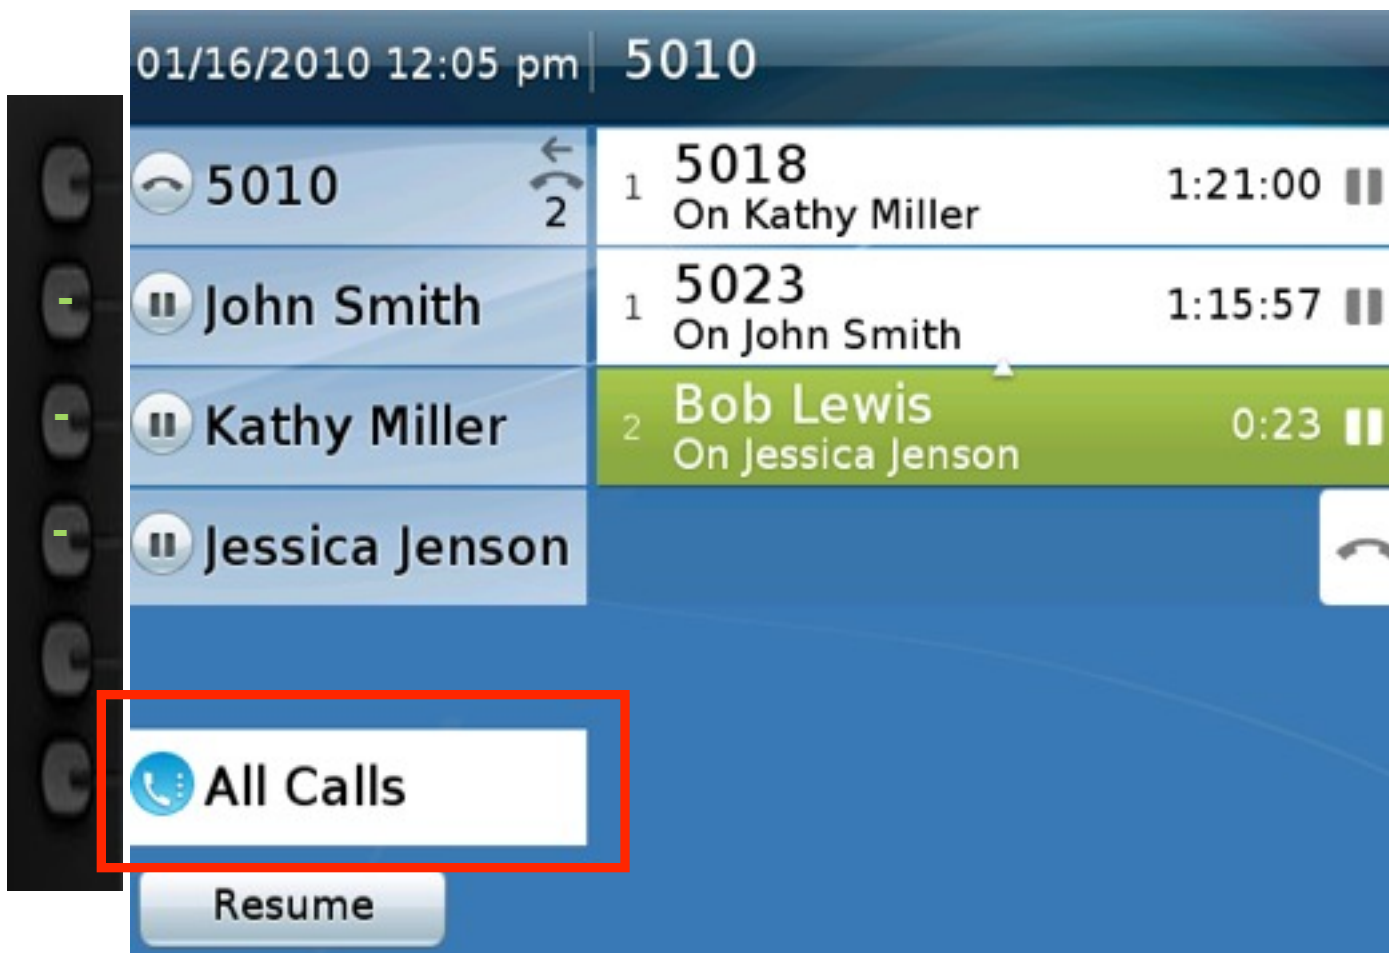 01/16/2010 12:05 pm
5010
5010
2
John Smith
Kathy Miller
Jessica Jenson
1
5018
1:21:00
On Kathy Miller
1
5023
1:15:57
On John Smith
2
Bob Lewis
0:23
On Jessica Jenson
All Calls
Resume